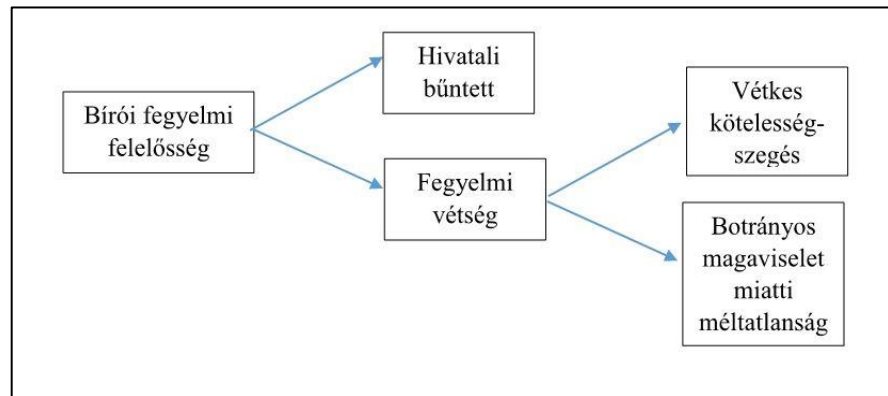 Bírói fegyelmi
felelősség
Hivatali
bűntett
Fegyelmi
vétség
Vétkes
kötelesség-
szegés
Botrányos
magaviselet
miatti
méltatlanság